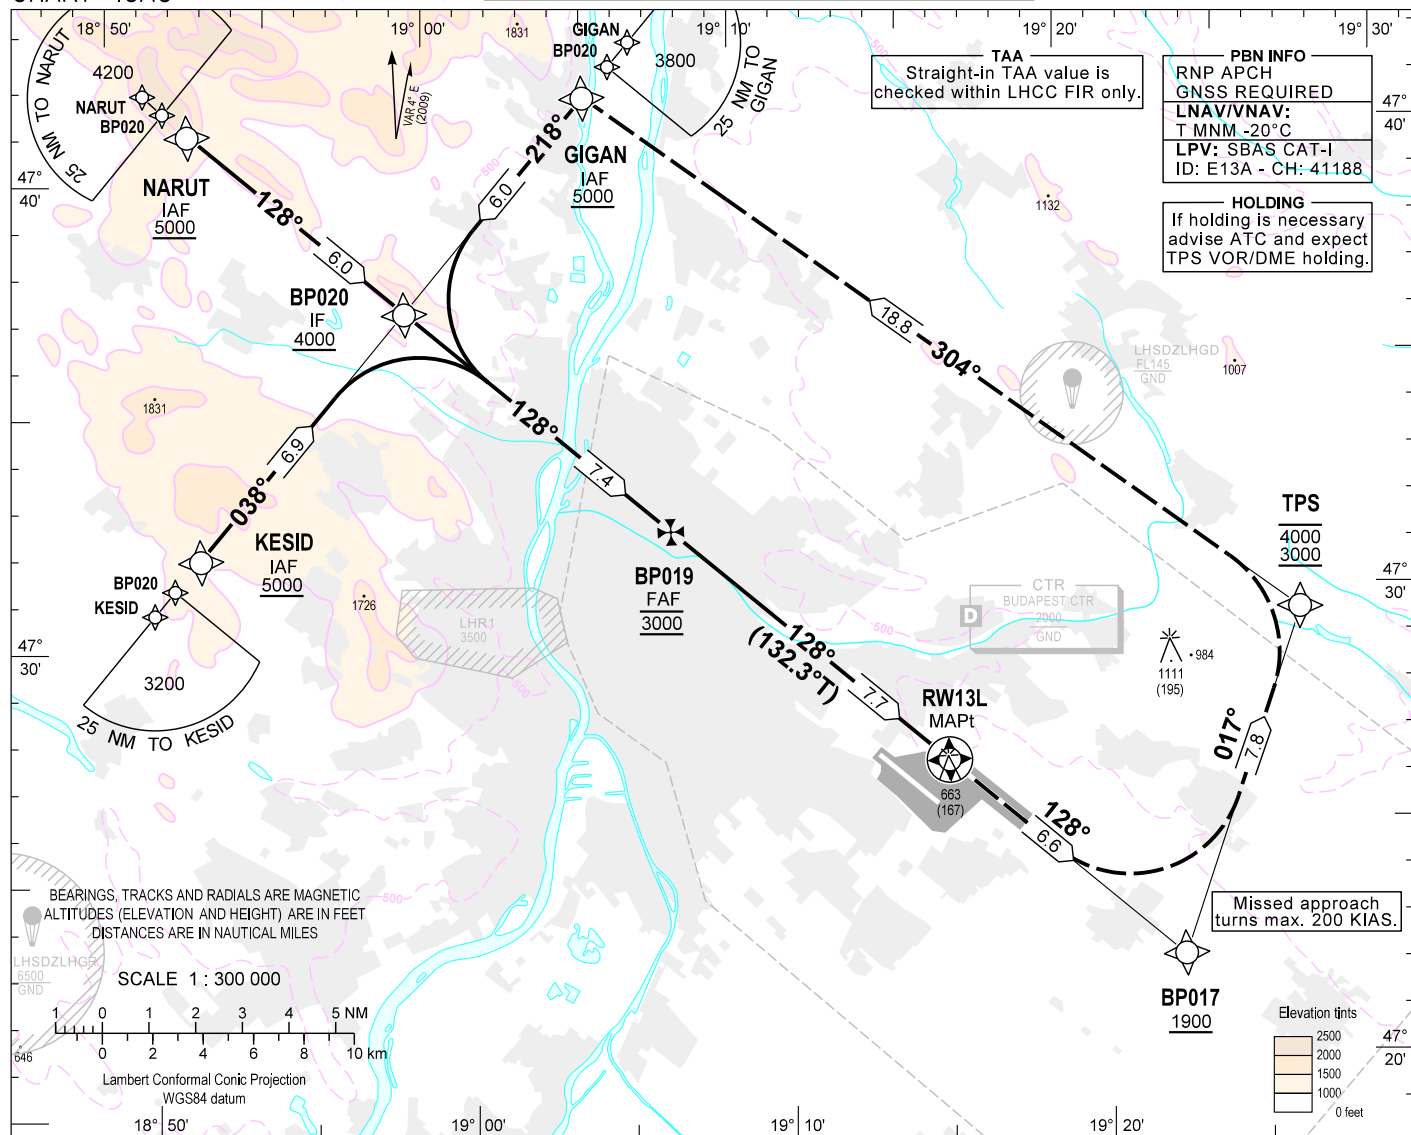 18° 50'
19° 00'
19° 10'
19° 20'
19° 30'
25 NM TO NARUT
4200
NARUT
BP020
NARUT
IAF
5000
VAR 4° E
(2009)
1831
GIGAN
BP020
3800
25 NM TO
GIGAN
GIGAN
IAF
5000
218°
6.0
500
500
TAA
Straight-in TAA value is
checked within LHCC FIR only.
PBN INFO
RNP APCH
GNSS REQUIRED
LNAV/VNAV:
T MNM -20°C
LPV: SBAS CAT-I
ID: E13A - CH: 41188
HOLDING
If holding is necessary
advise ATC and expect
TPS VOR/DME holding.
47°
40'
47°
40'
1132
128°
6.0
BP020
IF
4000
18.8
304°
LHSDZLHGD
FL145
GND
1007
1831
128°
7.4
6.9
038°
KESID
IAF
5000
BP020
KESID
3200
25 NM TO KESID
1726
LHR1
3500
500
BP019
FAF
3000
128°
(132.3°T)
7.7
CTR
BUDAPEST CTR
2000
GND
D
500
TPS
4000
3000
47°
30'
47°
30'
984
1111
(195)
017°
7.8
RW13L
MAPt
663
(167)
128°
6.6
Missed approach
turns max. 200 KIAS.
BP017
1900
500
BEARINGS, TRACKS AND RADIALS ARE MAGNETIC
ALTITUDES (ELEVATION AND HEIGHT) ARE IN FEET
DISTANCES ARE IN NAUTICAL MILES
LHSDZLHGR
6500
GND
646
SCALE 1 : 300 000
1 0 1 2 3 4 5 NM
0 2 4 6 8 10 km
Lambert Conformal Conic Projection
WGS84 datum
Elevation tints
2500
2000
1500
1000
0 feet
47°
20'
18° 50'
19° 00'
19° 10'
19° 20'